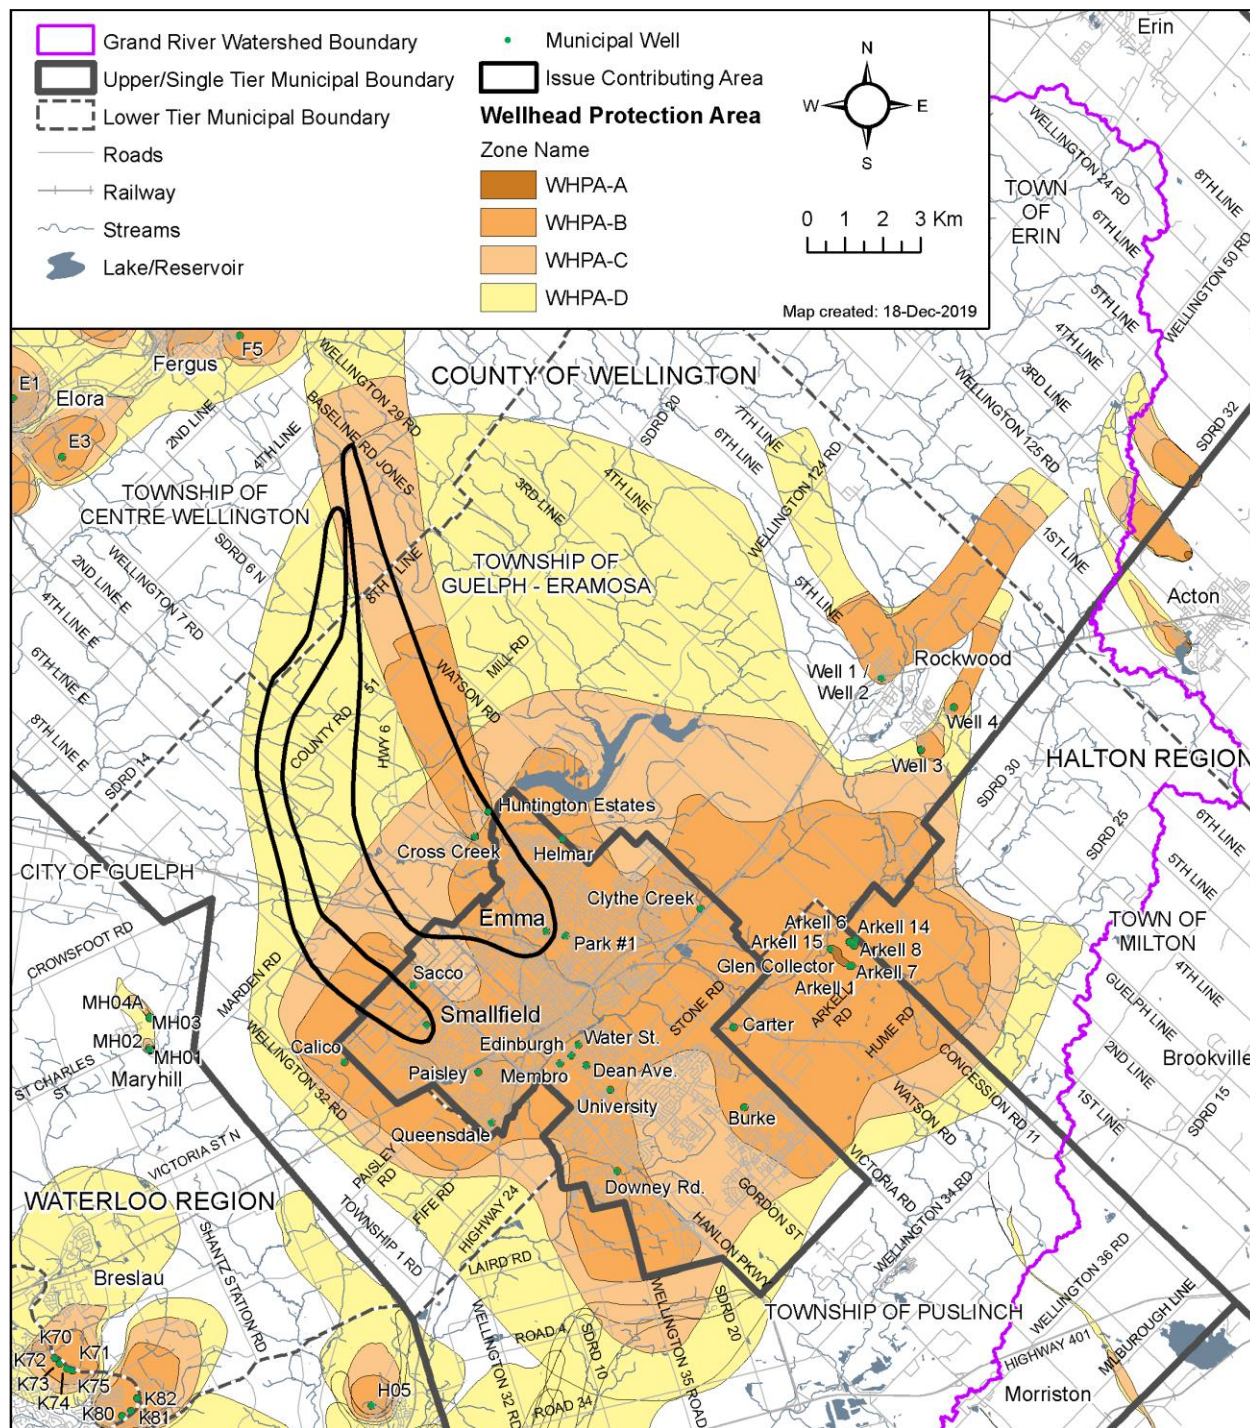 Grand River Watershed Boundary
Upper/Single Tier Municipal Boundary
Lower Tier Municipal Boundary
Roads
Railway
Streams
Lake/Reservoir
Municipal Well
Issue Contributing Area
Wellhead Protection Area
Zone Name
WHPA-A
WHPA-B
WHPA-C
WHPA-D
N
W
E
S
0 1 2 3 Km
Map created: 18-Dec-2019
Erin
WELLINGTON 24 RD
8TH LINE
TOWN
OF
ERIN
6TH LINE
WELLINGTON 50 RD
5TH LINE
4TH LINE
3RD LINE
WELLINGTON 125 RD
SDRD 32
F5
Fergus
E1
Elora
E3
2ND LINE
4TH LINE
WELLINGTON 29 RD
BASELINE RD JONES
COUNTY OF WELLINGTON
SDRD 20
7TH LINE
6TH LINE
WELLINGTON 124 RD
3RD LINE
4TH LINE
5TH LINE
1ST LINE
TOWNSHIP OF
CENTRE WELLINGTON
SDRD 6 N
WELLINGTON 7 RD
2ND LINE E
4TH LINE E
6TH LINE E
8TH LINE E
SDRD 14
8TH LINE
TOWNSHIP OF
GUELPH - ERAMOSA
MILL RD
WATSON RD
COUNTY RD
51
HWY 6
Acton
Rockwood
Well 1 /
Well 2
Well 4
Well 3
HALTON REGION
SDRD 30
SDRD 25
6TH LINE
5TH LINE
4TH LINE
TOWN OF
MILTON
GUELPH LINE
2ND LINE
Brookville
1ST LINE
SDRD 15
Huntington Estates
Cross Creek
Helmar
Clythe Creek
Emma
Park #1
Arkell 6
Arkell 14
Arkell 15
Arkell 8
Glen Collector
Arkell 7
Arkell 1
ARKELL
RD
STONE RD
HUME RD
Carter
CITY OF GUELPH
CROWSFOOT RD
MARDEN RD
MH04A
MH03
MH02
MH01
Maryhill
ST CHARLES
ST
Sacco
Smallfield
Calico
WELLINGTON 32 RD
Edinburgh
Water St.
Paisley
Membro
Dean Ave.
University
Queensdale
Burke
Downey Rd.
VICTORIA ST N
PAISLEY
RD
FIFE RD
HIGHWAY 24
LAIRD RD
TOWNSHIP 1 RD
WATSON RD
CONCESSION RD 11
VICTORIA RD
WELLINGTON 34 RD
GORDON ST
HANLON PKWY
WATERLOO REGION
SHANTZ STATION RD
Breslau
K70
K72
K71
K73
K75
K74
K82
K80
K81
H05
WELLINGTON 32 RD
ROAD 4
SDRD 10
ROAD 34
WELLINGTON 35 ROAD
SDRD 20
TOWNSHIP OF PUSLINCH
WELLINGTON 36 RD
HIGHWAY 401
MILBOROUGH LINE
Morriston